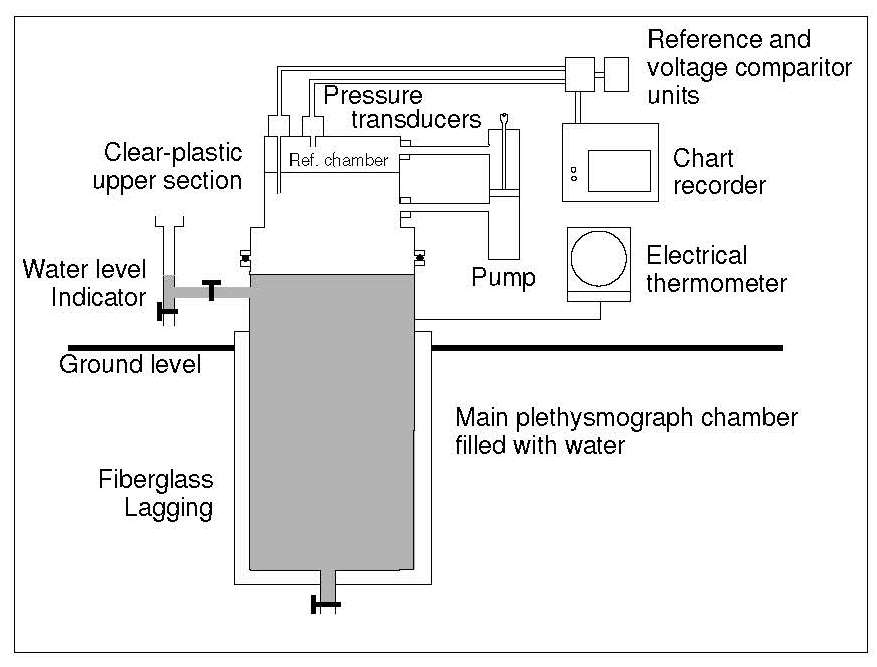 Reference and
voltage comparitor
units
Pressure
transducers
Clear-plastic
upper section
Ref. chamber
Chart
recorder
Water level
Indicator
Pump
Electrical
thermometer
Ground level
Main plethysmograph chamber
filled with water
Fiberglass
Lagging